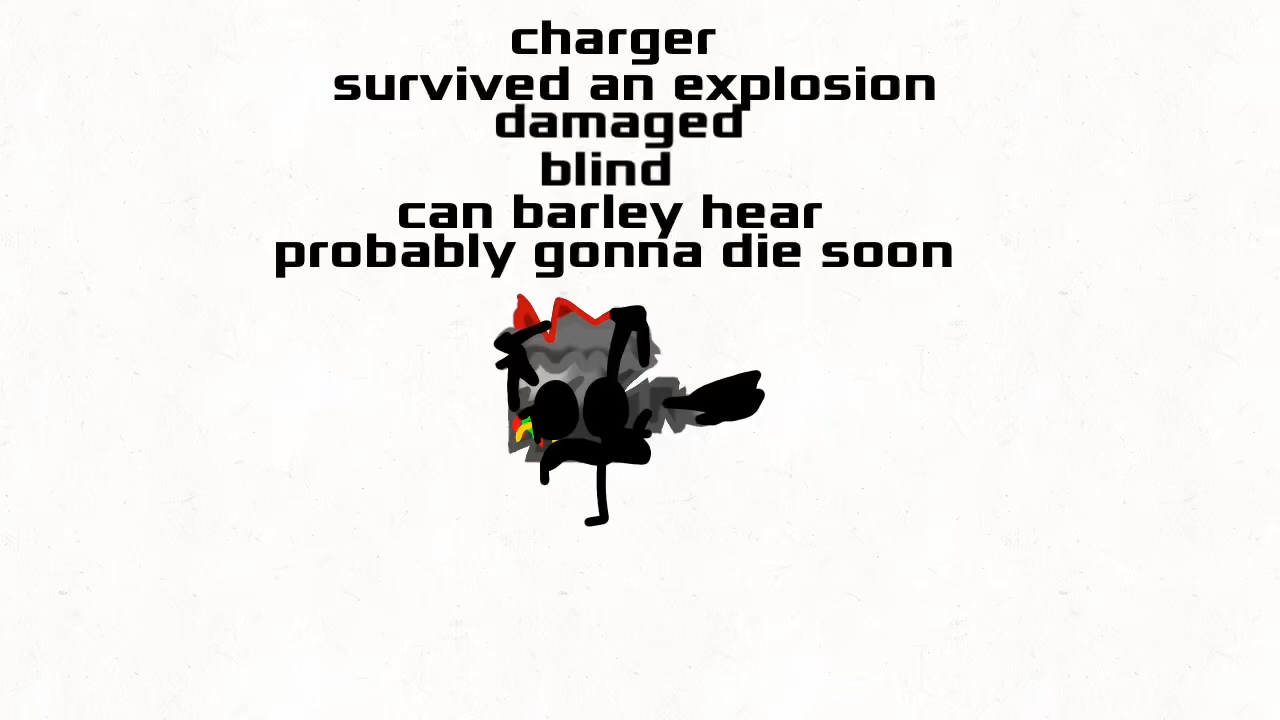 charger
survived an explosion
damaged
blind
can barley hear
probably gonna die soon